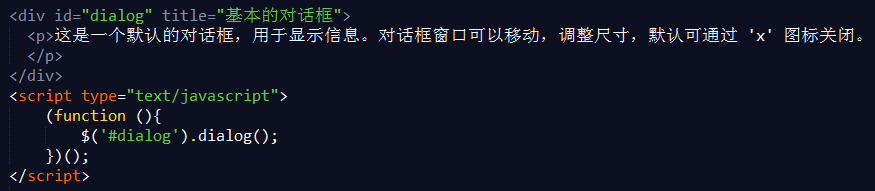 <div id="dialog" title="基本的对话框">
<p>这是一个默认的对话框，用于显示信息。对话框窗口可以移动，调整尺寸，默认可通过 'x' 图标关闭。
</p>
</div>
<script type="text/javascript">
(function (){
$('#dialog').dialog();
})();
</script>